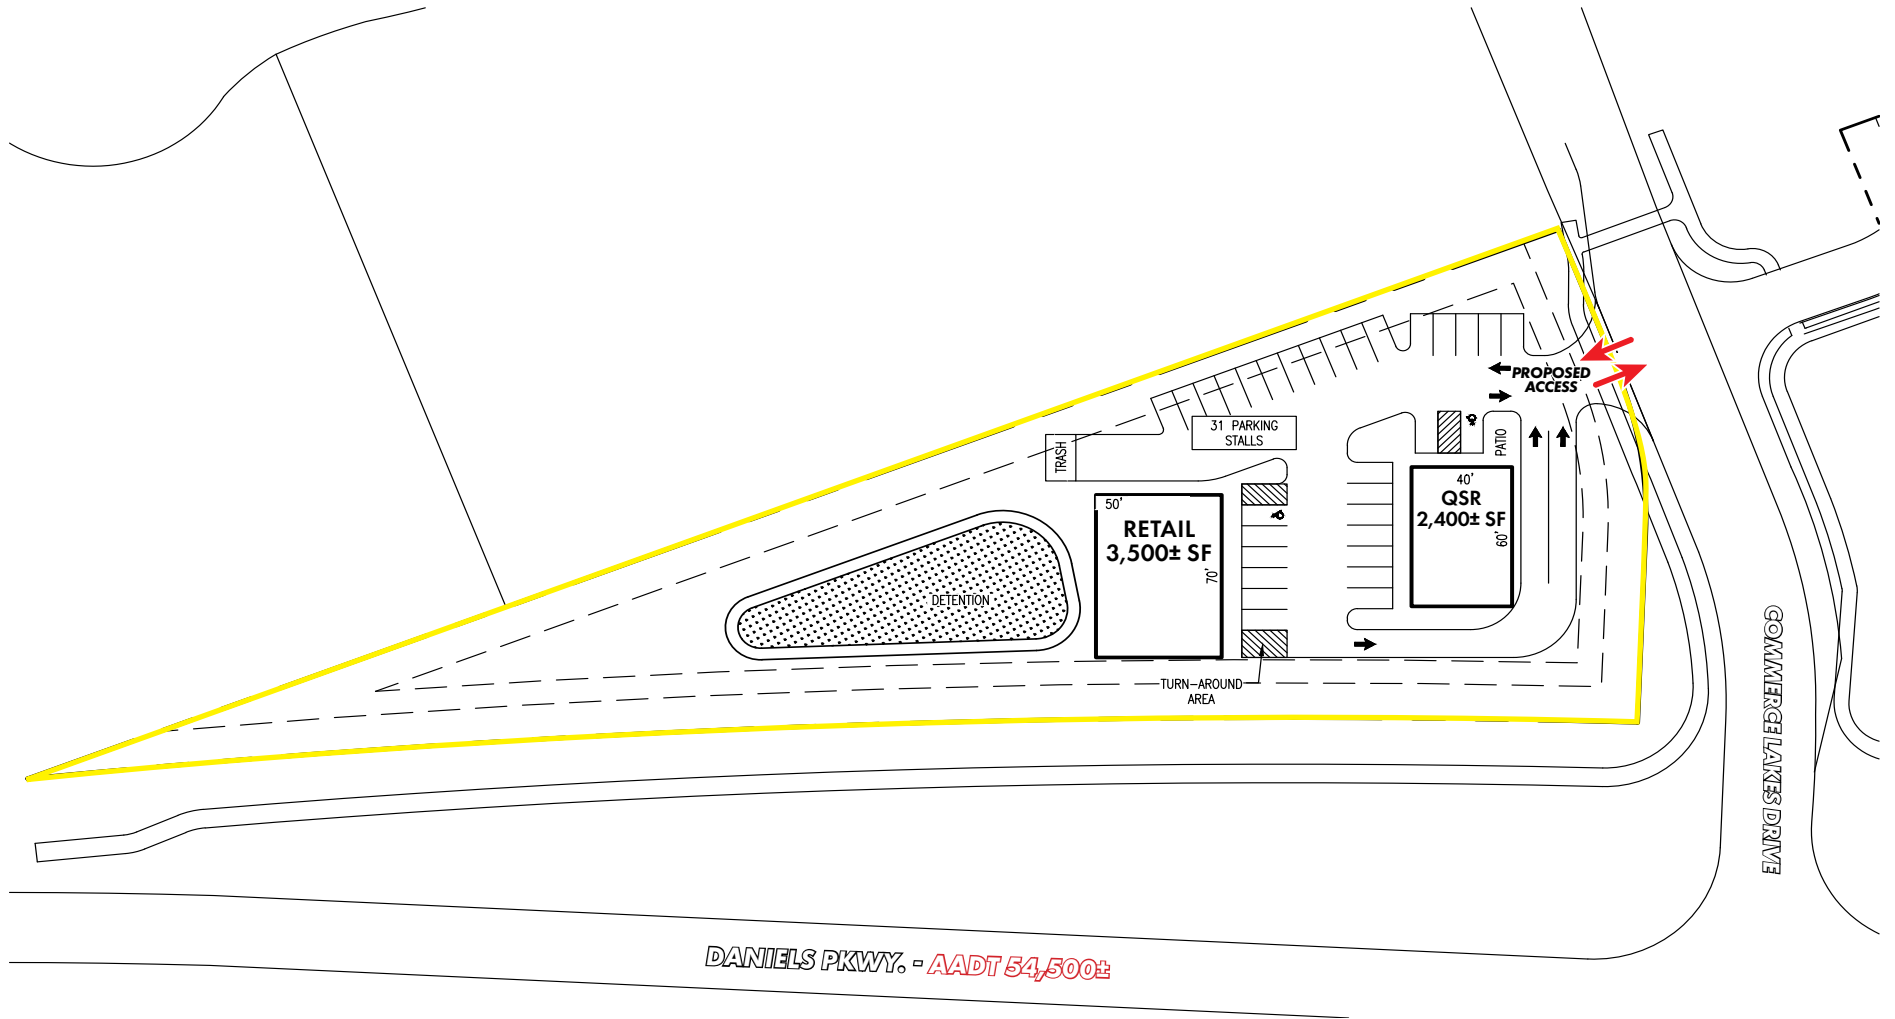 PROPOSED
ACCESS
31 PARKING
STALLS
TRASH
PATIO
50'
RETAIL
3,500± SF
70'
40'
QSR
2,400± SF
60'
DETENTION
TURN-AROUND
AREA
COMMERCE LAKES DRIVE
DANIELS PKWY. - AADT 54,500±